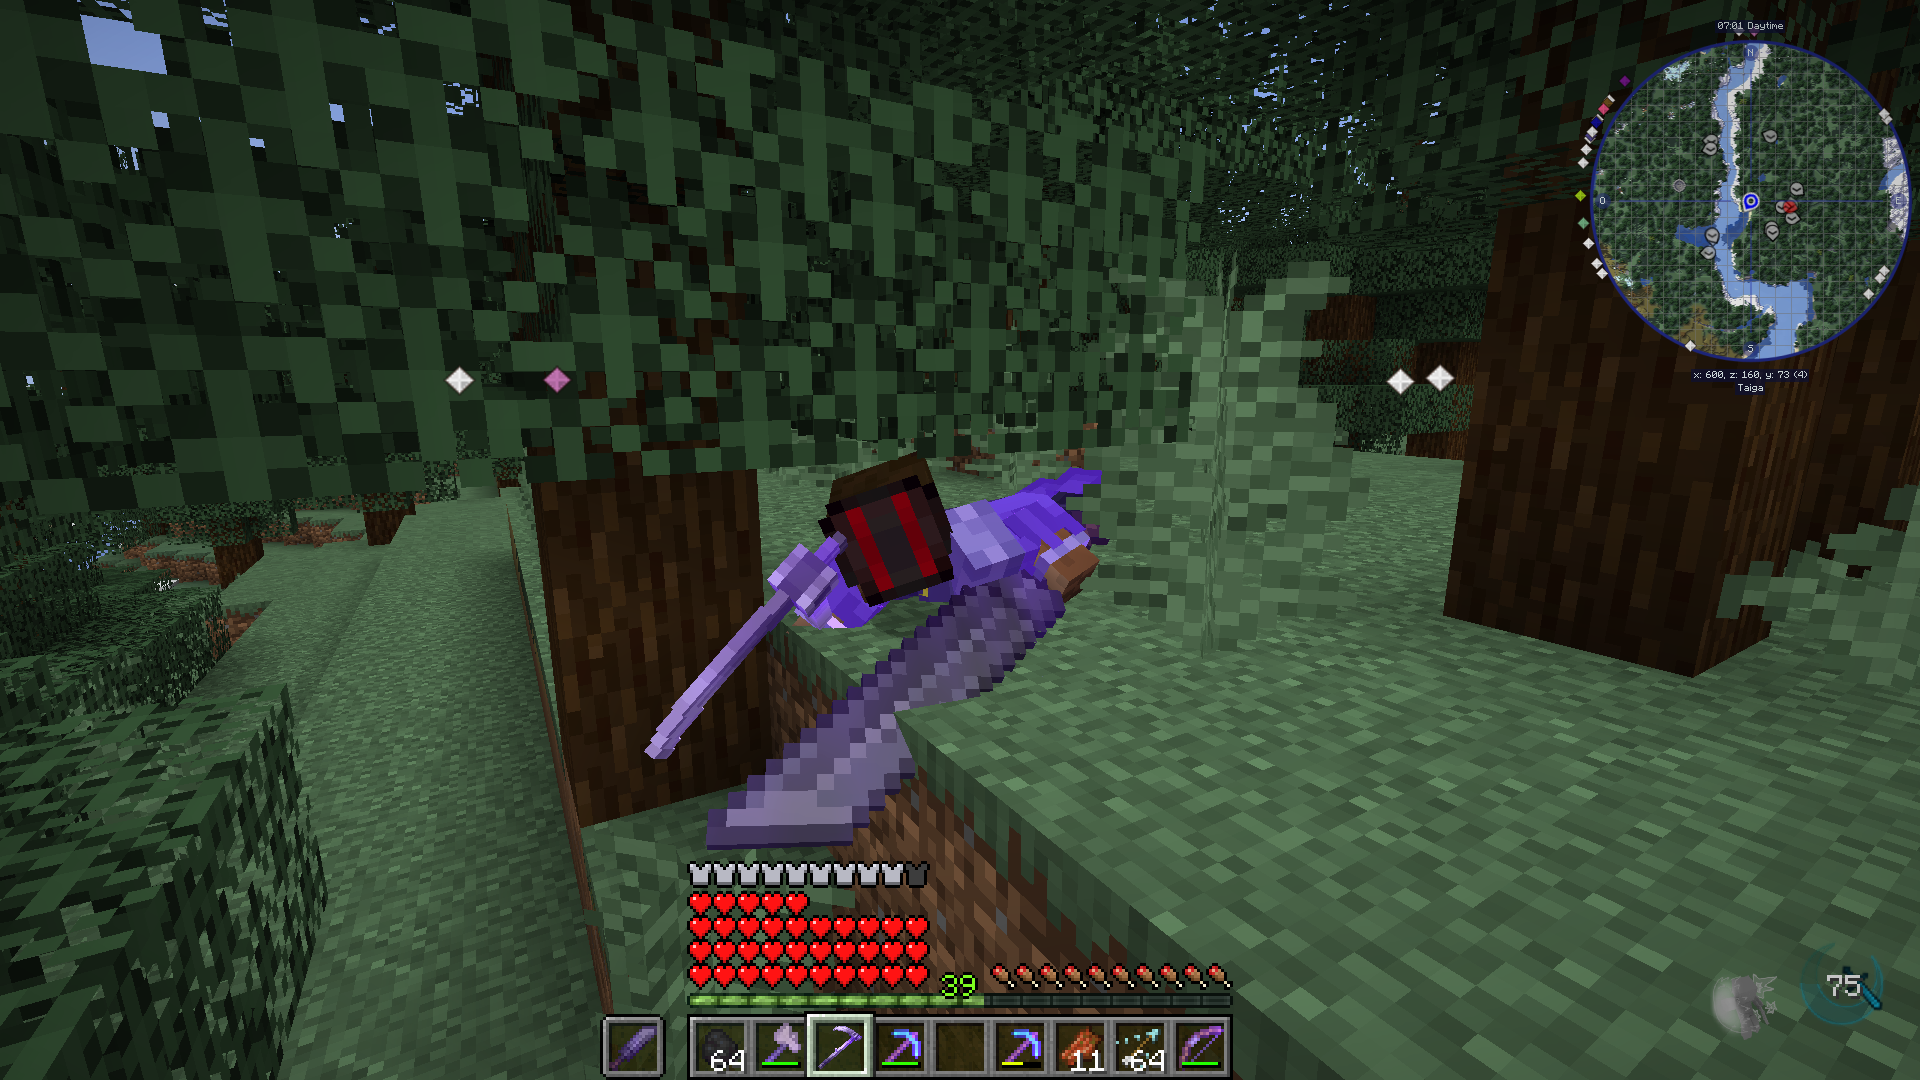 07:01 Daytime
N
O
E
S
x: 600, z: 160, y: 73 (4)
Taiga
39
75
64
11
64